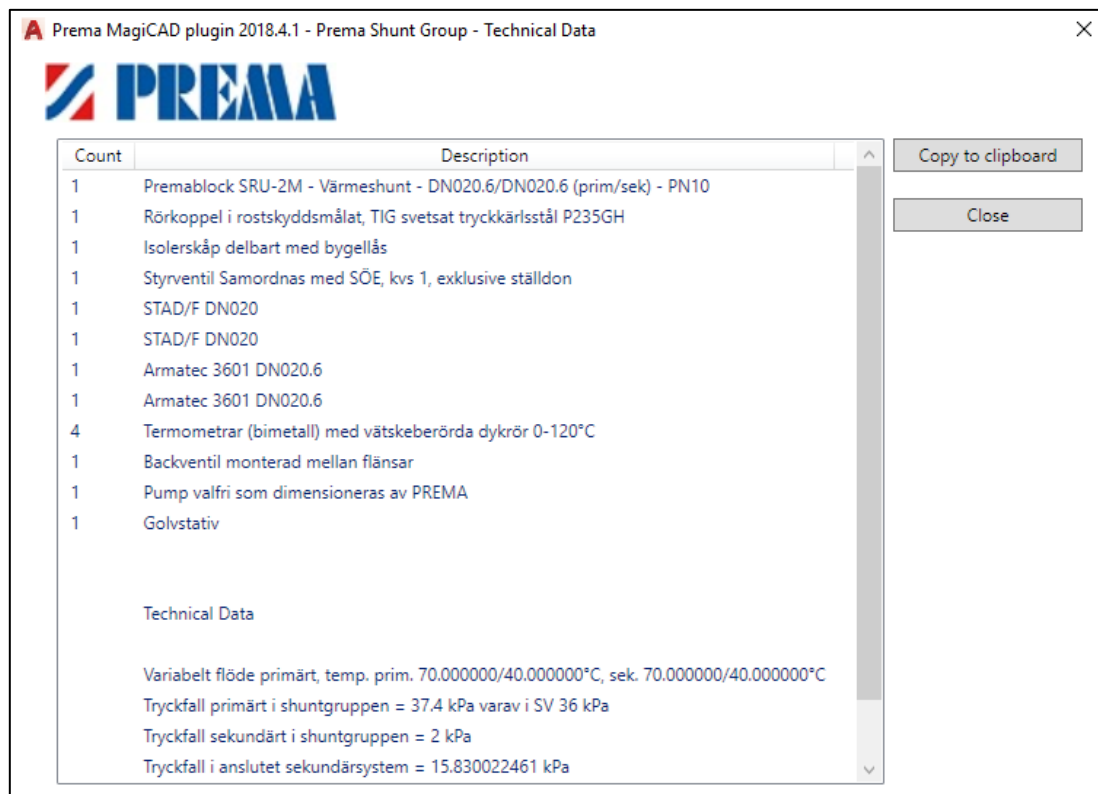 Prema MagiCAD plugin 2018.4.1 - Prema Shunt Group - Technical Data
PREMA
Count Description
1 Premablock SRU-2M - Värmeshunt - DN020.6/DN020.6 (prim/sek) - PN10
1 Rörkoppel i rostskyddsmålat, TIG svetsat tryckkärlsstål P235GH
1 Isolerskåp delbart med bygellås
1 Styrventil Samordnas med SÖE, kvs 1, exklusive ställdon
1 STAD/F DN020
1 STAD/F DN020
1 Armatec 3601 DN020.6
1 Armatec 3601 DN020.6
4 Termometrar (bimetall) med vätskeberörda dykrör 0-120°C
1 Backventil monterad mellan flänsar
1 Pump valfri som dimensioneras av PREMA
1 Golvstativ
Technical Data
Variabelt flöde primärt, temp. prim. 70.000000/40.000000°C, sek. 70.000000/40.000000°C
Tryckfall primärt i shuntgruppen = 37.4 kPa varav i SV 36 kPa
Tryckfall sekundärt i shuntgruppen = 2 kPa
Tryckfall i anslutet sekundärsystem = 15.830022461 kPa
Copy to clipboard
Close